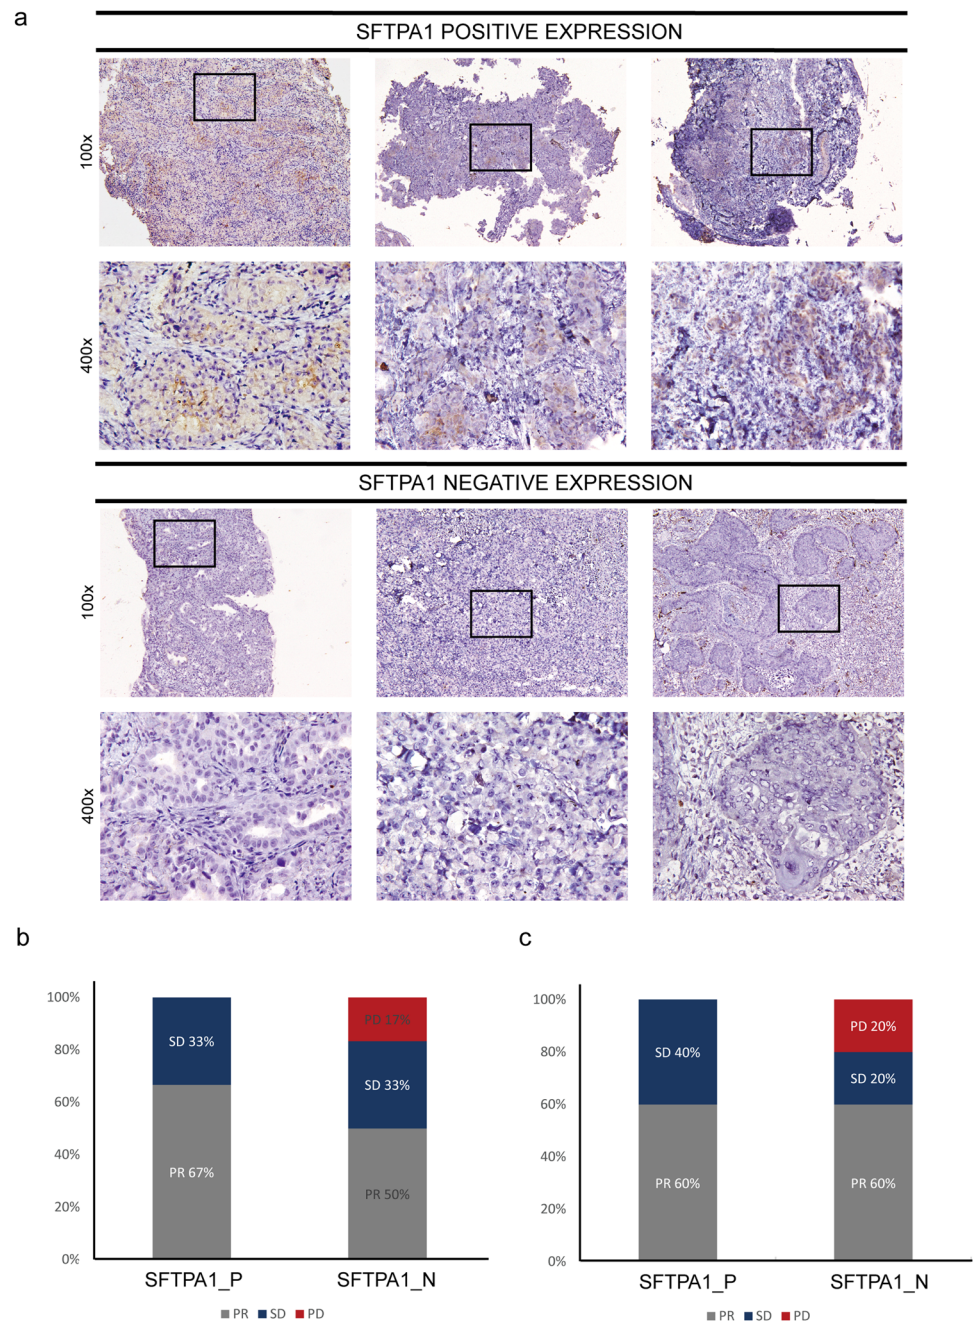 a
SFTPA1 POSITIVE EXPRESSION
100x
400x
SFTPA1 NEGATIVE EXPRESSION
100x
400x
b
100%
80%
60%
40%
20%
0%
SD 33%
PR 67%
PD 17%
SD 33%
PR 50%
SFTPA1_P
SFTPA1_N
PR SD PD
c
100%
80%
60%
40%
20%
0%
SD 40%
PR 60%
PD 20%
SD 20%
PR 60%
SFTPA1_P
SFTPA1_N
PR SD PD